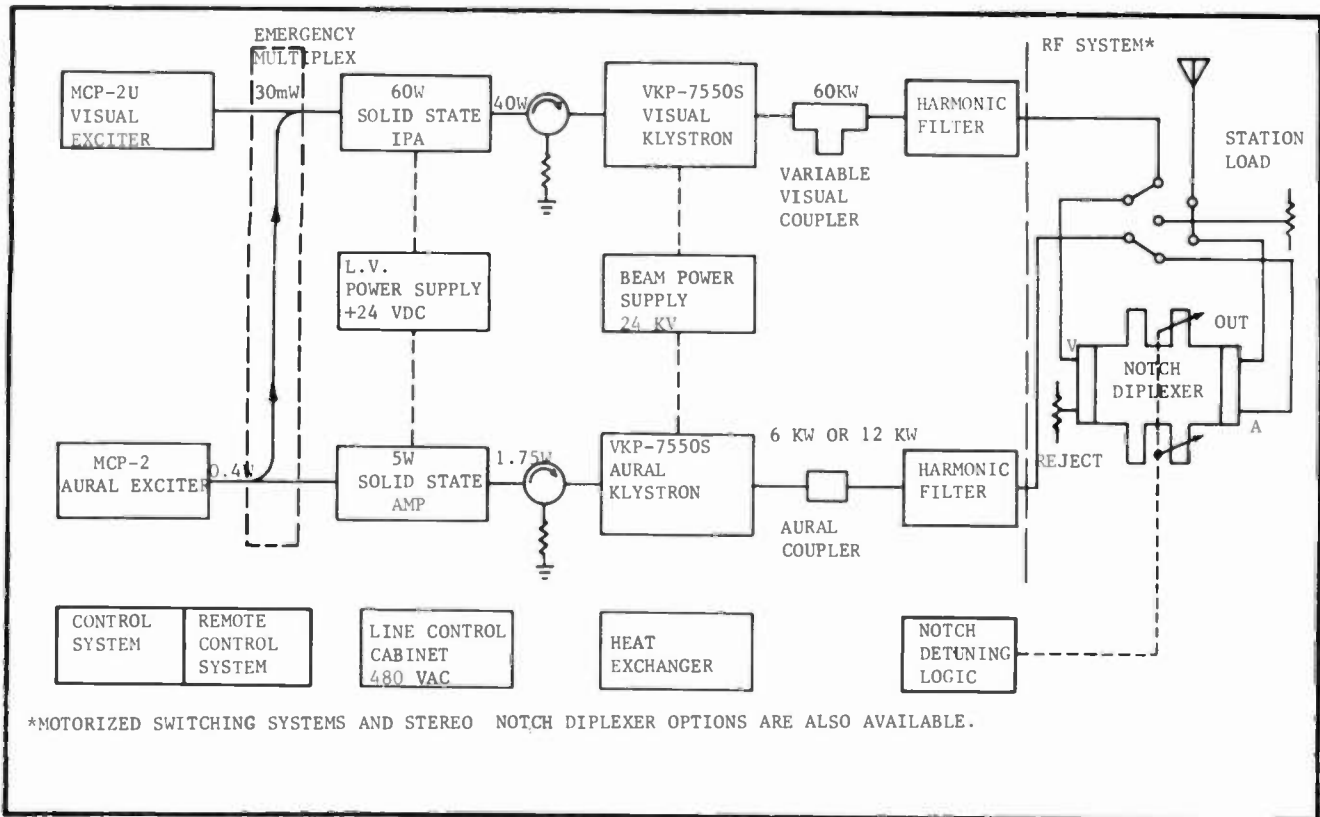 EMERGENCY
MULTIPLEX
RF SYSTEM*
MCP-2U
VISUAL
EXCITER
30mW
60W
SOLID STATE
IPA
40W
VKP-7550S
VISUAL
KLYSTRON
60KW
VARIABLE
VISUAL
COUPLER
HARMONIC
FILTER
STATION
LOAD
L.V.
POWER SUPPLY
+24 VDC
BEAM POWER
SUPPLY
24 KV
OUT
V
NOTCH
DIPLEXER
A
REJECT
MCP-2
AURAL EXCITER
0.4W
5W
SOLID STATE
AMP
1.75W
VKP-7550S
AURAL
KLYSTRON
6 KW OR 12 KW
AURAL
COUPLER
HARMONIC
FILTER
CONTROL
SYSTEM
REMOTE
CONTROL
SYSTEM
LINE CONTROL
CABINET
480 VAC
HEAT
EXCHANGER
NOTCH
DETUNING
LOGIC
*MOTORIZED SWITCHING SYSTEMS AND STEREO NOTCH DIPLEXER OPTIONS ARE ALSO AVAILABLE.